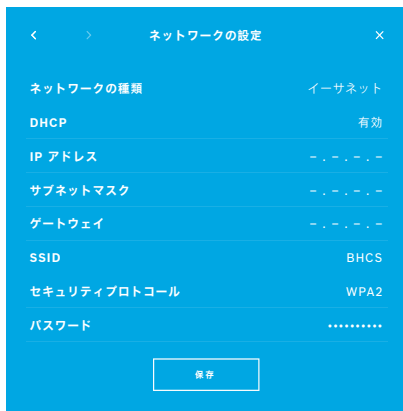 ネットワークの設定
ネットワークの種類 イーサネット
DHCP 有効
IP アドレス – . – . – . –
サブネットマスク – . – . – . –
ゲートウェイ – . – . – . –
SSID BHCS
セキュリティプロトコール WPA2
パスワード ••••••••••
保存